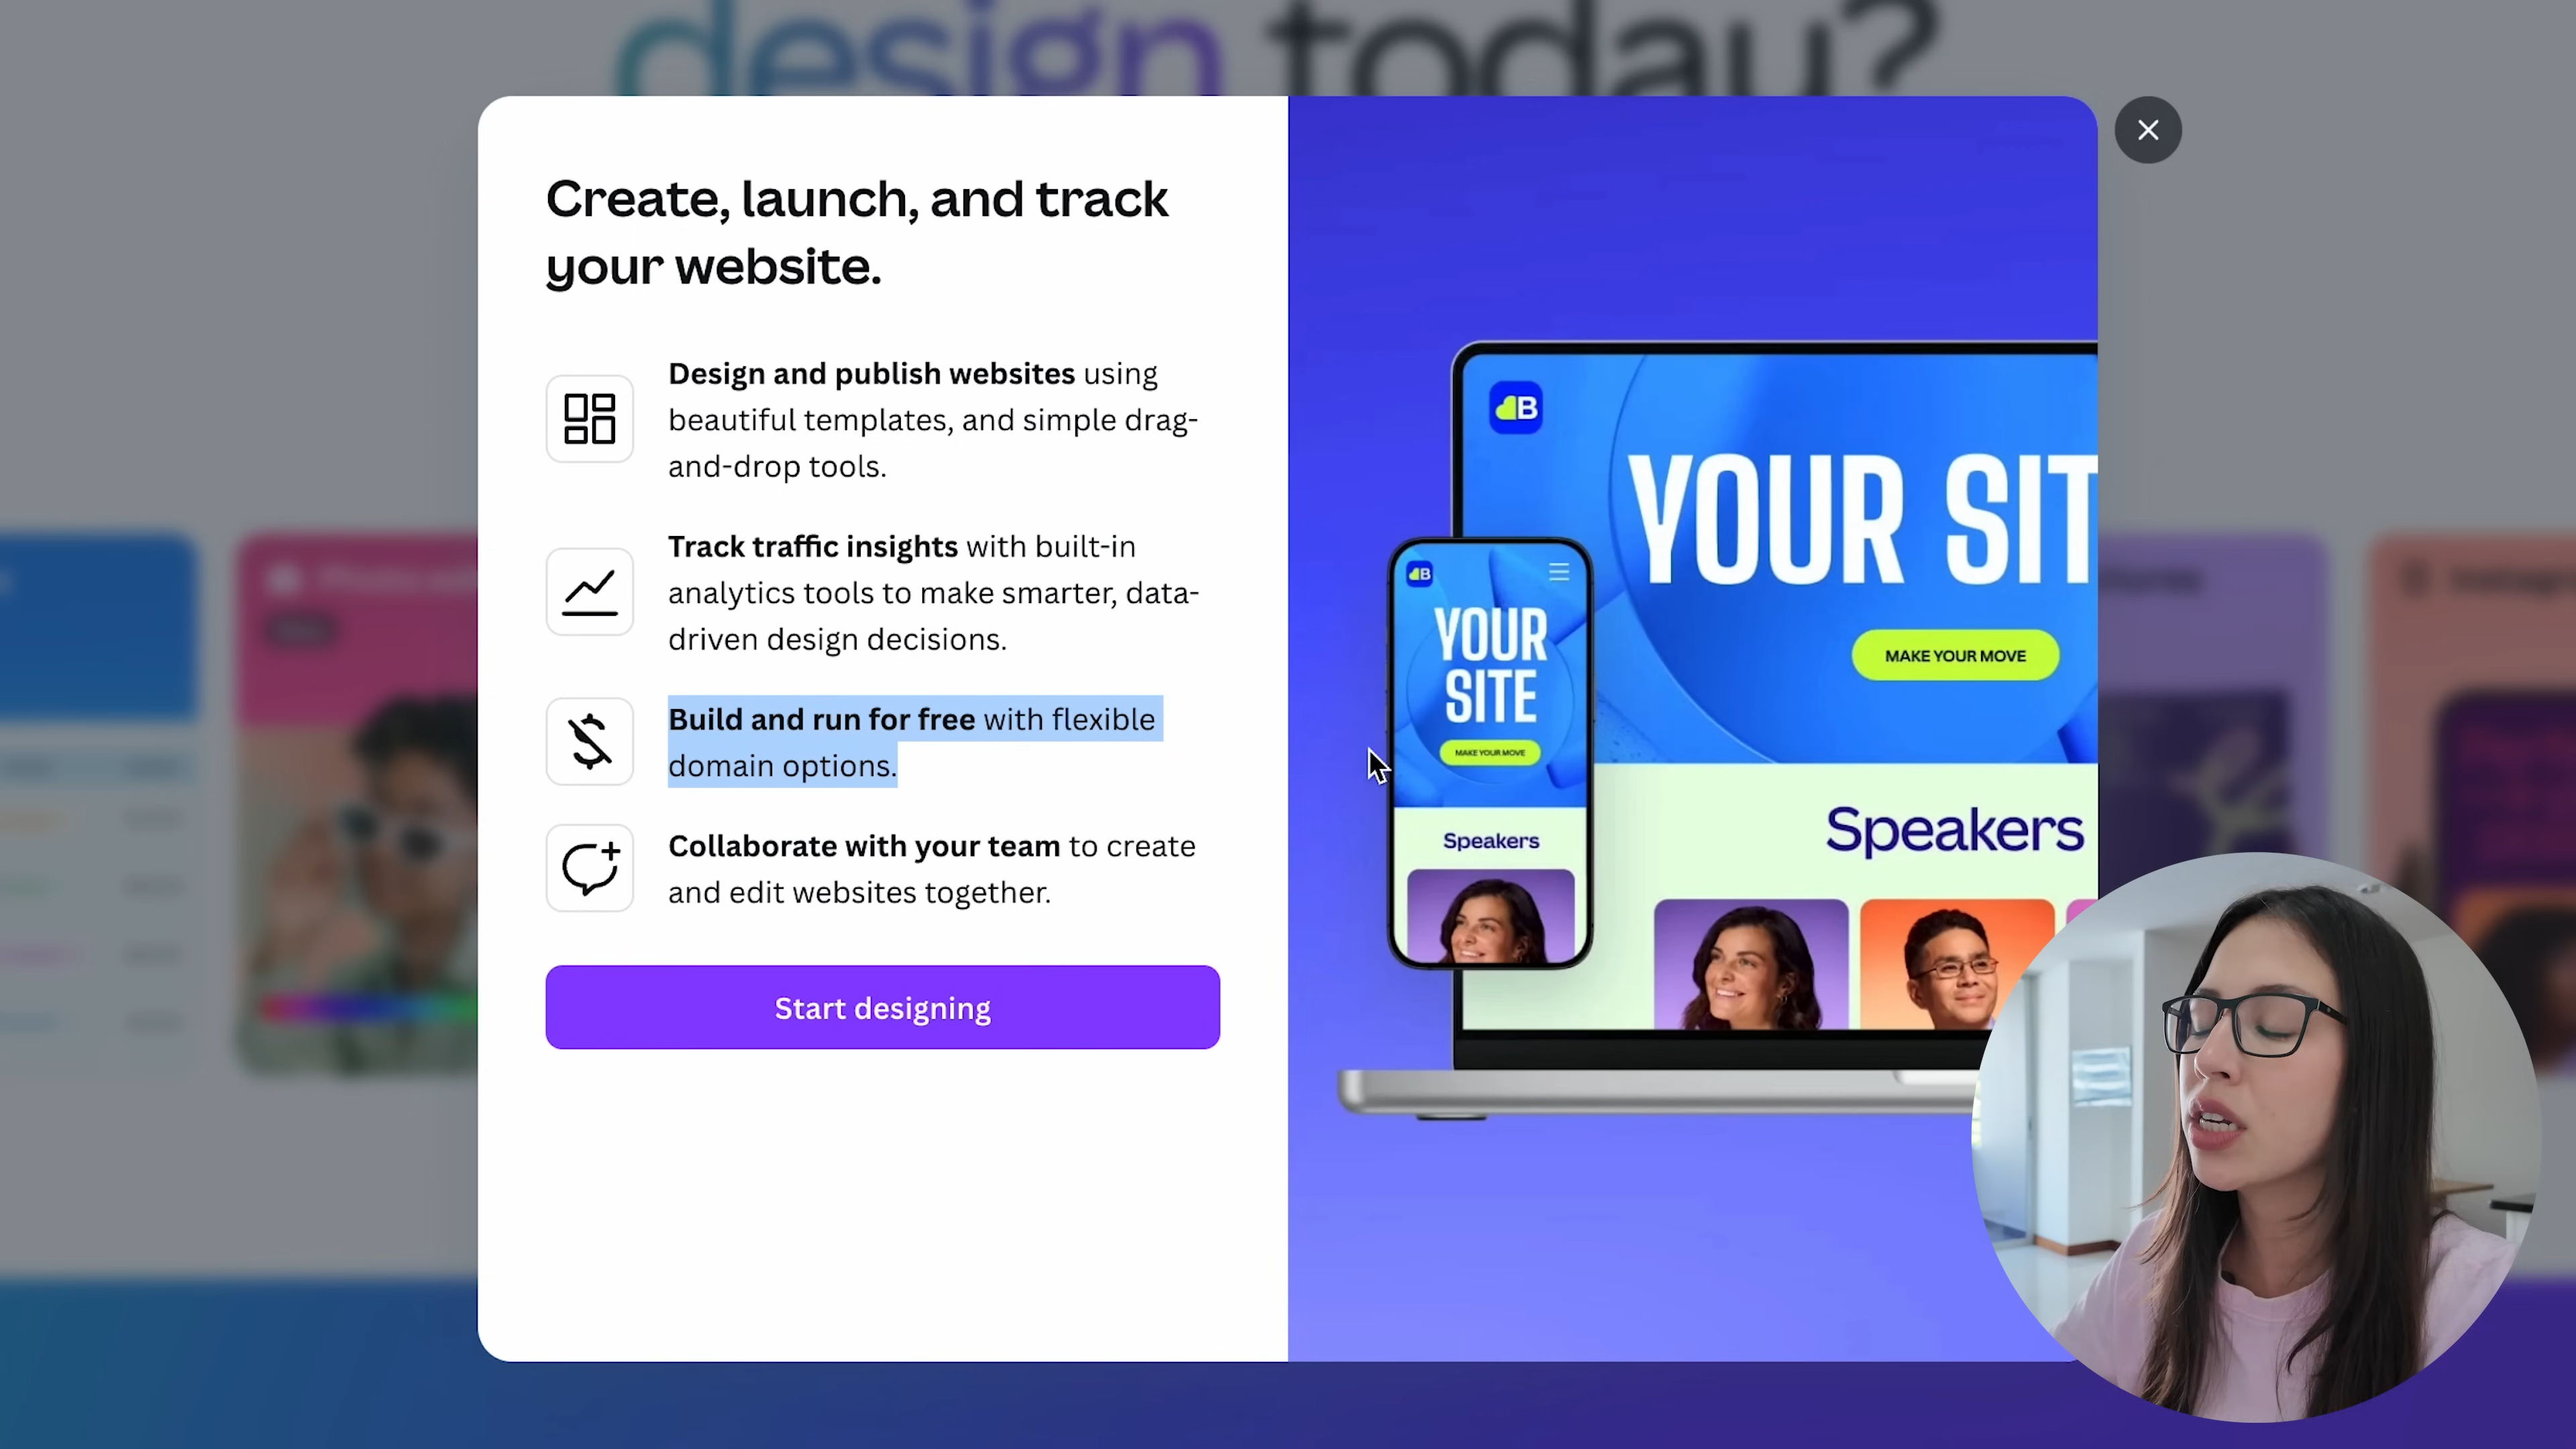 design today?
Create, launch, and track
your website.
Design and publish websites using
beautiful templates, and simple drag-
and-drop tools.
Track traffic insights with built-in
analytics tools to make smarter, data-
driven design decisions.
Build and run for free with flexible
domain options.
Collaborate with your team to create
and edit websites together.
Start designing
B
YOUR SIT
MAKE YOUR MOVE
Speakers
B
YOUR
SITE
MAKE YOUR MOVE
Speakers